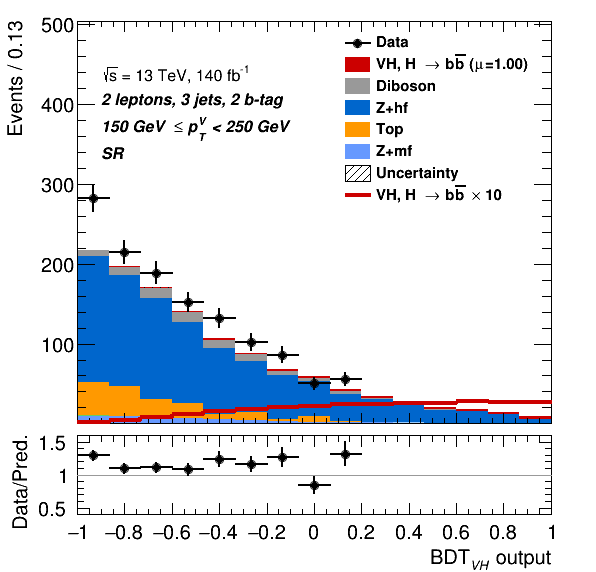 Events / 0.13
500
400
300
200
100
√s = 13 TeV, 140 fb⁻¹
2 leptons, 3 jets, 2 b-tag
150 GeV ≤ p_T^V < 250 GeV
SR
Data
VH, H → bb̅ (μ=1.00)
Diboson
Z+hf
Top
Z+mf
Uncertainty
VH, H → bb̅ × 10
Data/Pred.
1.5
1
0.5
−1 −0.8 −0.6 −0.4 −0.2 0 0.2 0.4 0.6 0.8 1
BDT_VH output